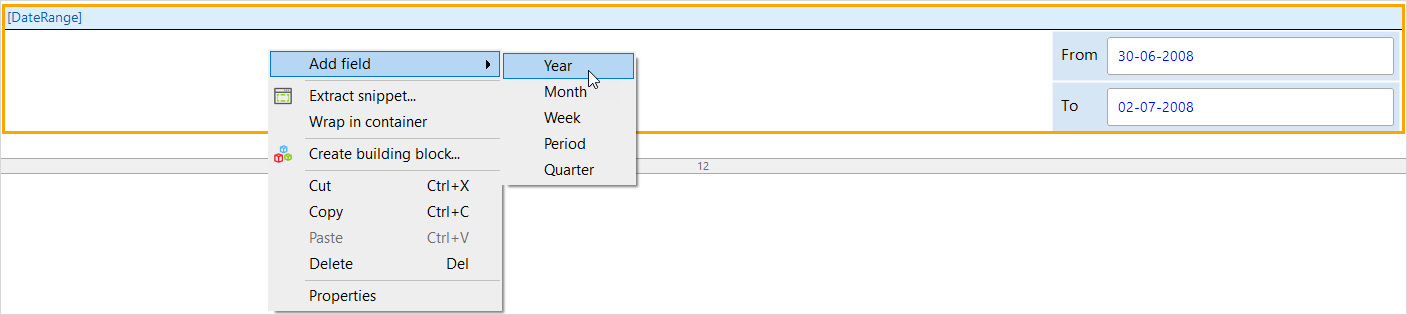 [DateRange]
From 30-06-2008
To 02-07-2008
Add field
Extract snippet...
Wrap in container
Create building block...
Cut Ctrl+X
Copy Ctrl+C
Paste Ctrl+V
Delete Del
Properties
Year
Month
Week
Period
Quarter
12